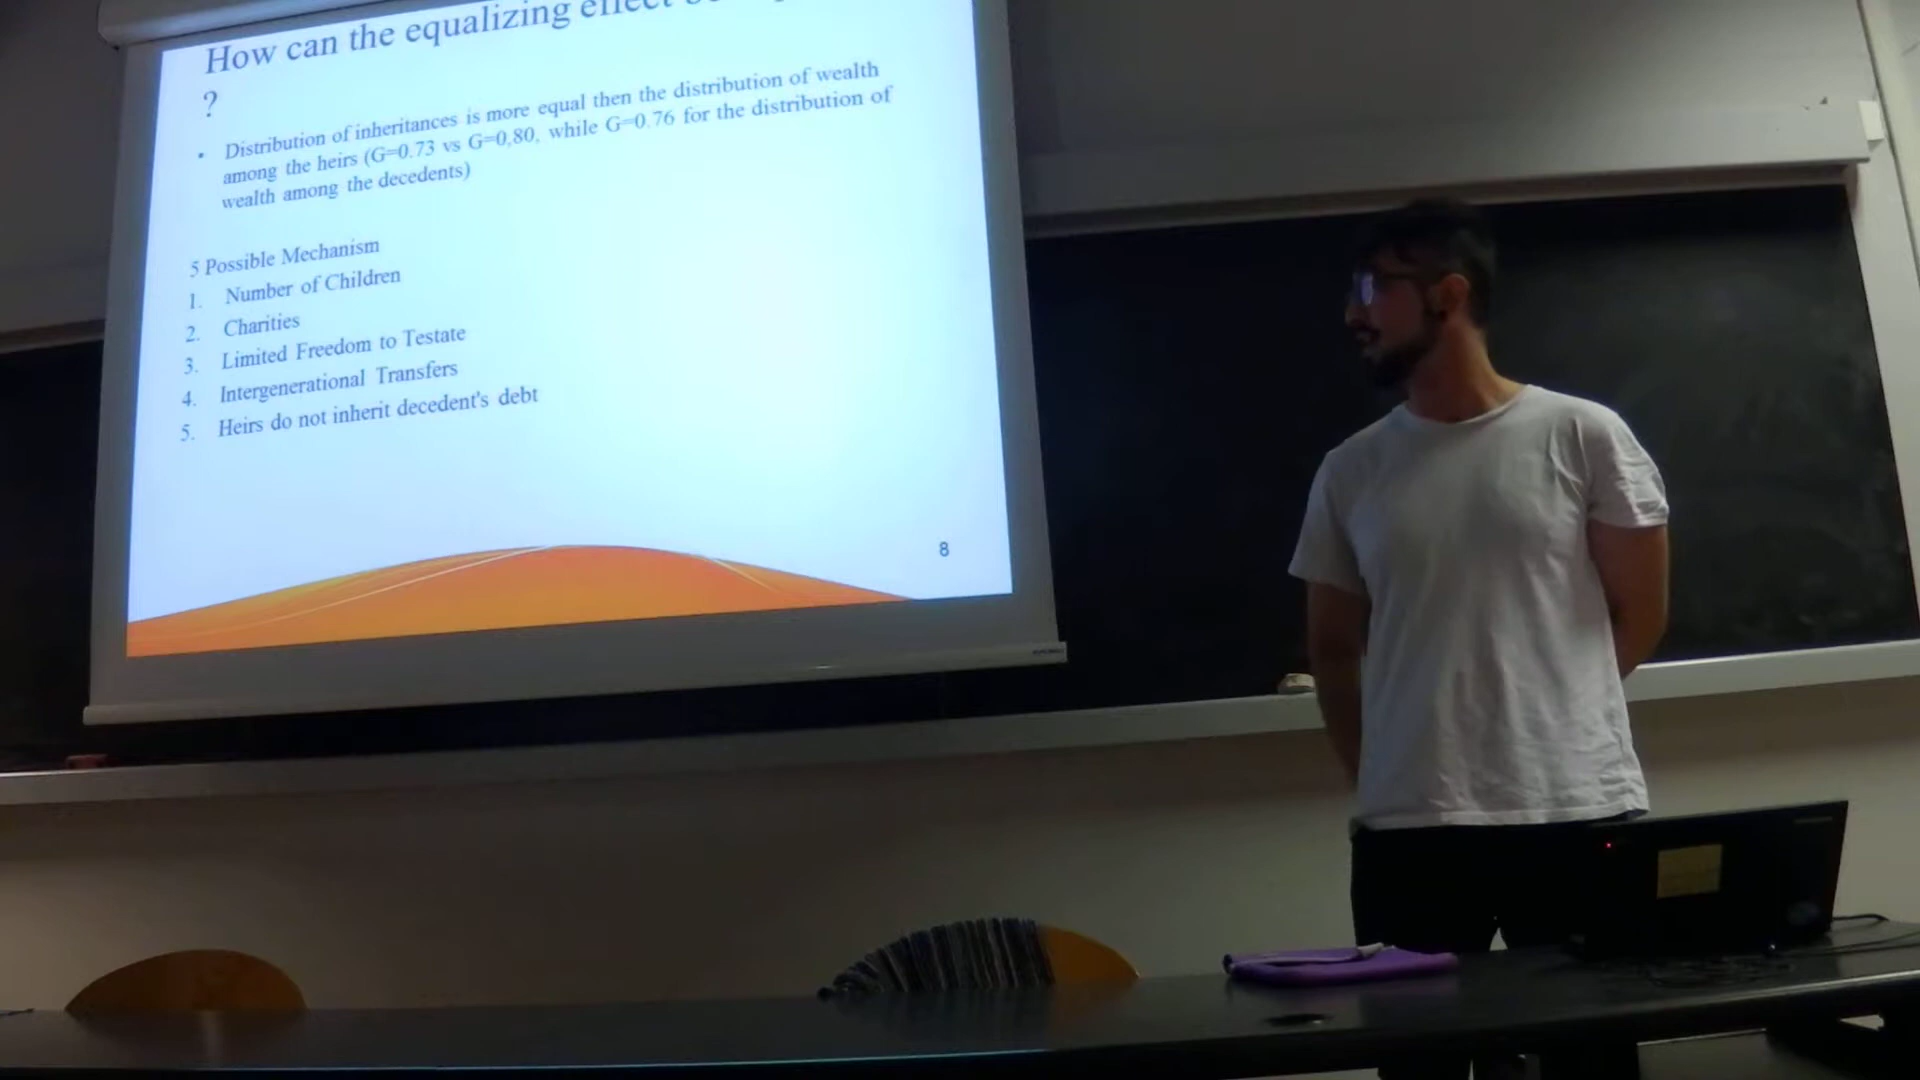 How can the equalizing effect
?
• Distribution of inheritances is more equal then the distribution of wealth
among the heirs (G=0.73 vs G=0,80, while G=0.76 for the distribution of
wealth among the decedents)
5 Possible Mechanism
1. Number of Children
2. Charities
3. Limited Freedom to Testate
4. Intergenerational Transfers
5. Heirs do not inherit decedent's debt
8